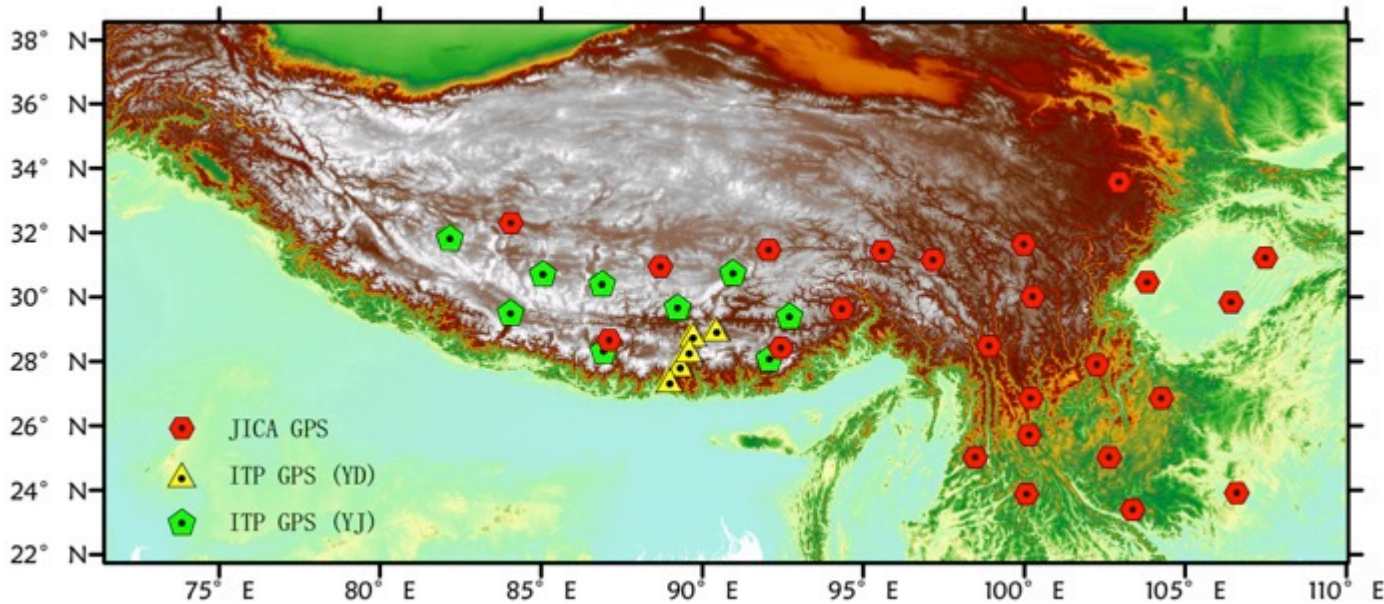 38° N
36° N
34° N
32° N
30° N
28° N
26° N
24° N
22° N
JICA GPS
ITP GPS (YD)
ITP GPS (YJ)
75° E 80° E 85° E 90° E 95° E 100° E 105° E 110° E